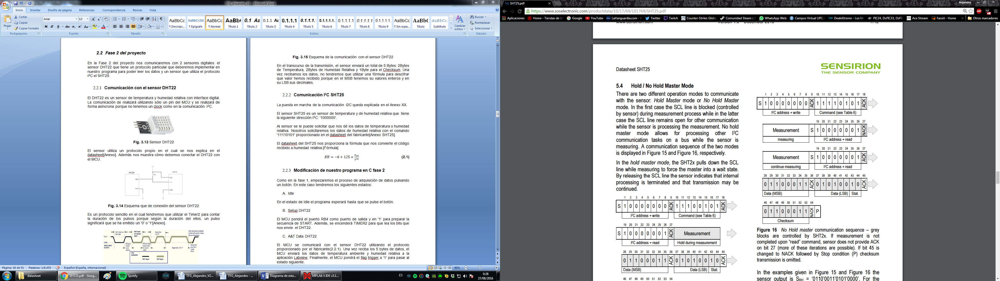 TFG_Alejandro_V2 - Microsoft Word
Inicio Insertar Diseño de página Referencias Correspondencia Revisar Vista
Pegar
Cortar
Copiar
Copiar formato
Portapapeles
Arial 12
Fuente
Párrafo
AaBbCc AaBbCcDd AaBbCc AaBbC 0.1 Aa 0.1.1 Aa 0.1.1.1 0.1.1.1. 0.1.1.1.1. 0.1.1.1.1 0.1.1.1.1 0.1.1.1.1. AaBbCc AaBbC AaBbCc.
¶ Descripc... ¶ Epígrafe ¶ Normal Título 1 Título 2 Título 3 Título 4 Título 5 Título 6 Título 7 Título 8 Título 9 ¶ Sin espa... Título Subtítulo
Cambiar estilos
Estilos
Buscar
Reemplazar
Seleccionar
Edición
2.2 Fase 2 del proyecto
En la Fase 2 del proyecto nos comunicaremos con 2 sensores digitales: el
sensor DHT22 que tiene un protocolo particular que deberemos implementar en
nuestro programa para poder leer los datos y un sensor que utiliza el protocolo
I²C el SHT25.
2.2.1 Comunicación con el sensor DHT22
El DHT22 es un sensor de temperatura y humedad relativa con interface digital.
La comunicación de realizará utilizando sólo un pin del MCU y se realizará de
forma asíncrona porque no tenemos un clock como en la comunicación I²C.
Fig. 3.13 Sensor DHT22
El sensor utiliza un protocolo propio en el cual se nos explica en el
datasheet[Anexo]. Además nos muestra cómo debemos conectar el DHT22 con
el MCU.
PIC18F
DHT22
RB4
VCC
GND
Fig. 3.14 Esquema que de conexión del sensor DHT22
Es un protocolo sencillo en el cual tendremos que utilizar el Timer2 para contar
la duración de los pulsos porque según la duración del ellos, un pulso
significará que se ha emitido un '0' o '1'[Anexo].
VCC
GND
SINGLE-BUS
OUTPUT
MCU Signal
Fig. 3.15 Esquema de la comunicación con el sensor DHT22
En el transcurso de la transmisión, el sensor enviará un total de 5 Bytes: 2Bytes
de Temperatura, 2Bytes de Humedad Relativa y 1Byte para el Checksum. Una
vez recibamos los datos, no tendremos que utilizar una fórmula para descifrar
que valor hemos recibido porque en el MSB tenemos su valores enteros y en
su LSB sus decimales.
2.2.2 Comunicación I²C SHT25
La puesta en marcha de la comunicación I2C queda explicada en el Anexo XX.
El sensor SHT25 es un sensor de temperatura y de humedad relativa que tiene
la siguiente dirección I²C: '1000000'.
Al sensor se le puede solicitar que nos dé los datos de temperatura o humedad
relativa. Nosotros solicitaremos los datos de humedad relativa con el comando
'11110101' proporcionado en el datasheet del fabricante[Anexo SHT25].
El datasheet del SHT25 nos proporciona la fórmula que nos convierte el código
recibido a humedad relativa.[Fórmula]
RH = −6 + 125 × Srh/2^16 (2.1)
2.2.3 Modificación de nuestro programa en C fase 2
Como en la fase 1, empezaremos el proceso de adquisición de datos pulsando
un botón. En este caso tendremos los siguientes estados:
A. Idle
En el estado de Idle el programa esperará hasta que se pulse el botón.
B. Setup DHT22
El MCU pondrá el puerto RB4 como puerto de salida y en '1' para preparar la
secuencia de START. Además, se encenderá TIMER2 para que lea los bits que
nos envíe el DHT22.
C. A&T Data DHT22
El MCU se comunicará con el sensor DHT22 utilizando el protocolo
proporcionado por el fabricante(2.2.1). Una vez reciba los 5 bytes de datos, el
MCU enviará los datos de temperatura ambiente y humedad relativa a la
aplicación Labview. Finalmente, el MCU pondrá el flag trigger a '1' para pasar al
estado siguiente.
Página: 18 de 51 Palabras: 1/6.455 Español (España, internacional) 90%
SHT25.pdf
Alejandro
https://www.soselectronic.com/productdata/10/17/69/101769/SHT25.pdf
Aplicaciones Home - Tiendas de in Google YouTube LaVanguardia.com - Twitter Twitch Counter-Strike: Globa Comunidad Steam :: WhatsApp Web Campus Virtual UPC: DealeXtreme - Los M PIC24, DsPIC33, DsPI Ace Stream Faceit - Home » Otros marcadores
www.sensirion.com Version 1.0 – December 2010 7/12
Datasheet SHT25
SENSIRION
THE SENSOR COMPANY
5.4 Hold / No Hold Master Mode
There are two different operation modes to communicate
with the sensor: Hold Master mode or No Hold Master
mode. In the first case the SCL line is blocked (controlled
by sensor) during measurement process while in the latter
case the SCL line remains open for other communication
while the sensor is processing the measurement. No hold
master mode allows for processing other I²C
communication tasks on a bus while the sensor is
measuring. A communication sequence of the two modes
is displayed in Figure 15 and Figure 16, respectively.
In the hold master mode, the SHT2x pulls down the SCL
line while measuring to force the master into a wait state.
By releasing the SCL line the sensor indicates that internal
processing is terminated and that transmission may be
continued.
1 2 3 4 5 6 7 8 9 10 11 12 13 14 15 16 17 18
S 1 0 0 0 0 0 0 0 ACK 1 1 1 0 0 1 0 1 ACK
I²C address + write Command (see Table 6)
19 20 21 22 23 24 25 26 27
S 1 0 0 0 0 0 0 1 ACK Measurement
I²C address + read Hold during measurement
28 29 30 31 32 33 34 35 36 37 38 39 40 41 42 43 44 45
0 1 1 0 0 0 1 1 ACK 0 1 0 1 0 0 1 0 ACK
Data (MSB) Data (LSB) Stat.
46 47 48 49 50 51 52 53 54
1 2 3 4 5 6 7 8 9 10 11 12 13 14 15 16 17 18
S 1 0 0 0 0 0 0 0 ACK 1 1 1 1 0 1 0 1 ACK
I²C address + write Command (see Table 6)
19 20 21 22 23 24 25 26 27
Measurement S 1 0 0 0 0 0 0 1 NACK
measuring I²C address + read
19 20 21 22 23 24 25 26 27
Measurement S 1 0 0 0 0 0 0 1 ACK
continue measuring I²C address + read
28 29 30 31 32 33 34 35 36 37 38 39 40 41 42 43 44 45
0 1 1 0 0 0 1 1 ACK 0 1 0 1 0 0 1 0 ACK
Data (MSB) Data (LSB) Stat.
46 47 48 49 50 51 52 53 54
0 1 1 0 0 0 1 1 NACK P
Checksum
Figure 16 No Hold master communication sequence – grey
blocks are controlled by SHT2x. If measurement is not
completed upon “read” command, sensor does not provide ACK
on bit 27 (more of these iterations are possible). If bit 45 is
changed to NACK followed by Stop condition (P) checksum
transmission is omitted.
In the examples given in Figure 15 and Figure 16 the
sensor output is SRH = '0110'0011'0101'0000'. For the
datasheet SHT25.pdf - Goog... Spotify TFG_Alejandro_V2... TFG_Alejandro - ... Diagrama de esta... MPLAB X IDE v3.1...
ES
0:28
27/08/2016